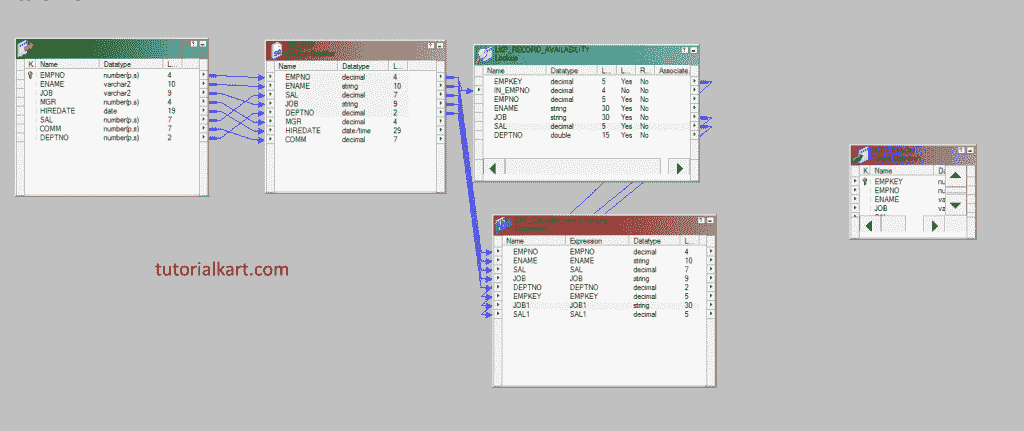 K Name Datatype L...
EMPNO number(p,s) 4
ENAME varchar2 10
JOB varchar2 9
MGR number(p,s) 4
HIREDATE date 19
SAL number(p,s) 7
COMM number(p,s) 7
DEPTNO number(p,s) 2
Name Datatype L...
EMPNO decimal 4
ENAME string 10
SAL decimal 7
JOB string 9
DEPTNO decimal 2
MGR decimal 4
HIREDATE date/time 29
COMM decimal 7
LKP_RECORD_AVAILABILITY
Lookup
Name Datatype L... L... R... Associate
EMPKEY decimal 5 Yes No
IN_EMPNO decimal 4 No No
EMPNO decimal 5 Yes No
ENAME string 30 Yes No
JOB string 30 Yes No
SAL decimal 5 Yes No
DEPTNO double 15 Yes No
Name Expression Datatype L...
EMPNO EMPNO decimal 4
ENAME ENAME string 10
SAL SAL decimal 7
JOB JOB string 9
DEPTNO DEPTNO decimal 2
EMPKEY EMPKEY decimal 5
JOB1 JOB1 string 30
SAL1 SAL1 decimal 5
K Name
EMPKEY
EMPNO
ENAME
JOB
tutorialkart.com